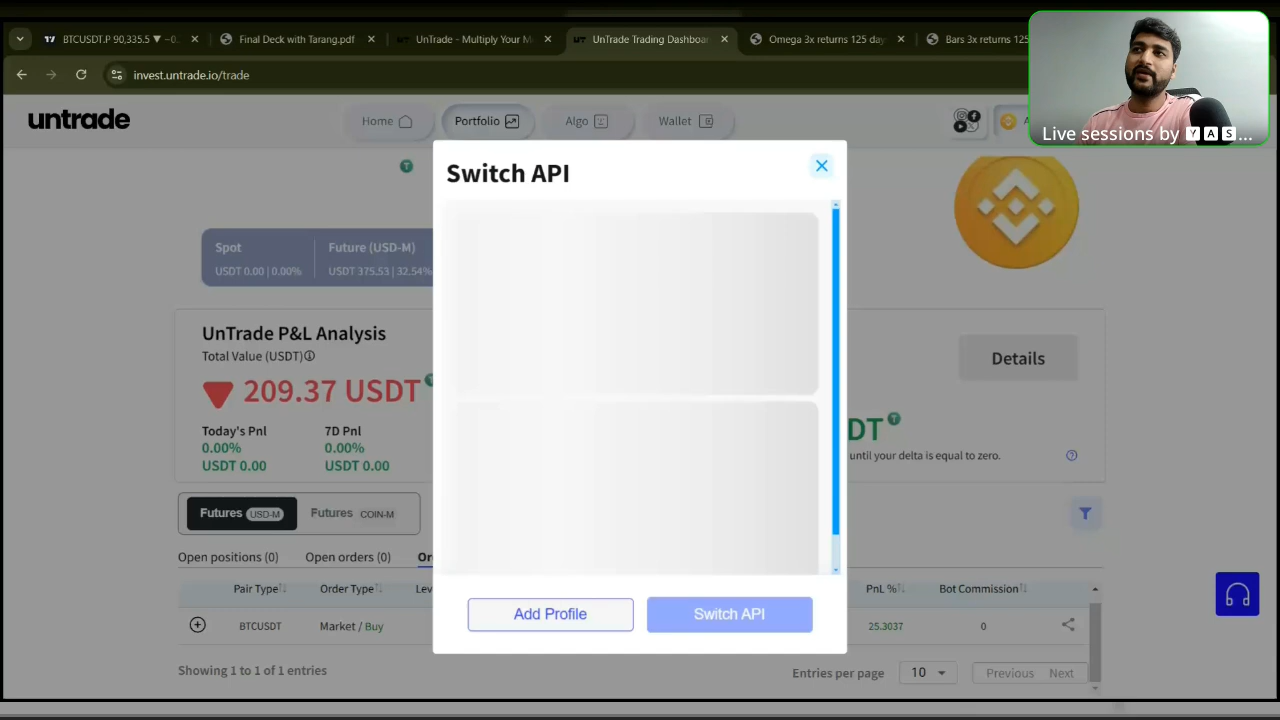 BTCUSDT.P 90,335.5 ▼ −0..
Final Deck with Tarang.pdf
UnTrade - Multiply Your M
UnTrade Trading Dashboar
Omega 3x returns 125 day
Bars 3x returns 125
invest.untrade.io/trade
Live sessions by 🆈🅰🆂...
untrade
Home
Portfolio
Algo
Wallet
A
Switch API
Spot
USDT 0.00 | 0.00%
Future (USD-M)
USDT 375.53 | 32.54%
UnTrade P&L Analysis
Total Value (USDT)
209.37 USDT
Today's Pnl
0.00%
USDT 0.00
7D Pnl
0.00%
USDT 0.00
Details
DT
until your delta is equal to zero.
Futures USD-M
Futures COIN-M
Open positions (0)
Open orders (0)
Or
Pair Type
Order Type
Lev
PnL %
Bot Commission
BTCUSDT
Market / Buy
25.3037
0
Add Profile
Switch API
Showing 1 to 1 of 1 entries
Entries per page
10
Previous
Next